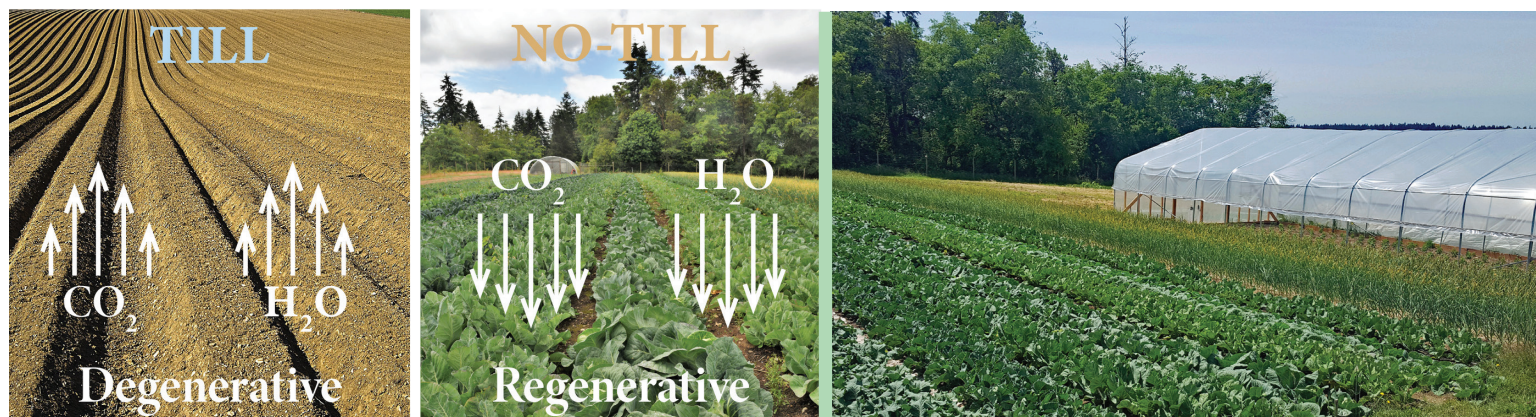 TILL
CO₂
H₂O
Degenerative
NO-TILL
CO₂
H₂O
Regenerative